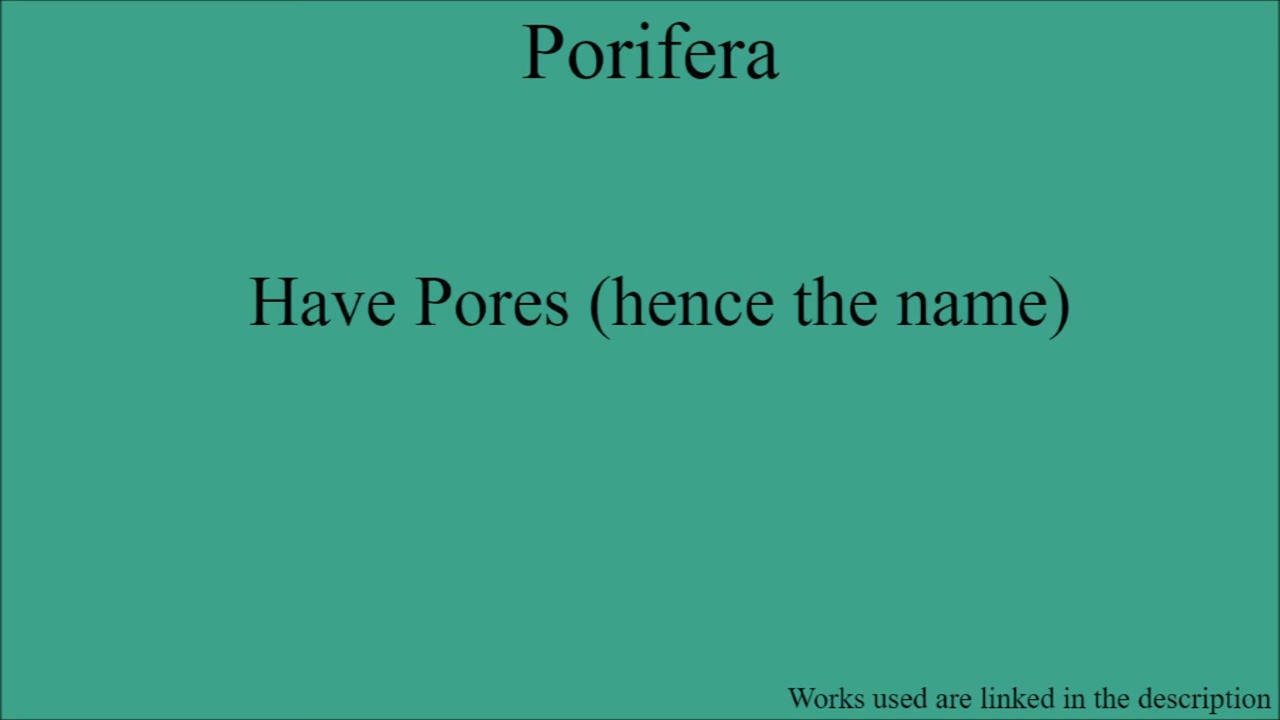 Porifera
Have Pores (hence the name)
Works used are linked in the description